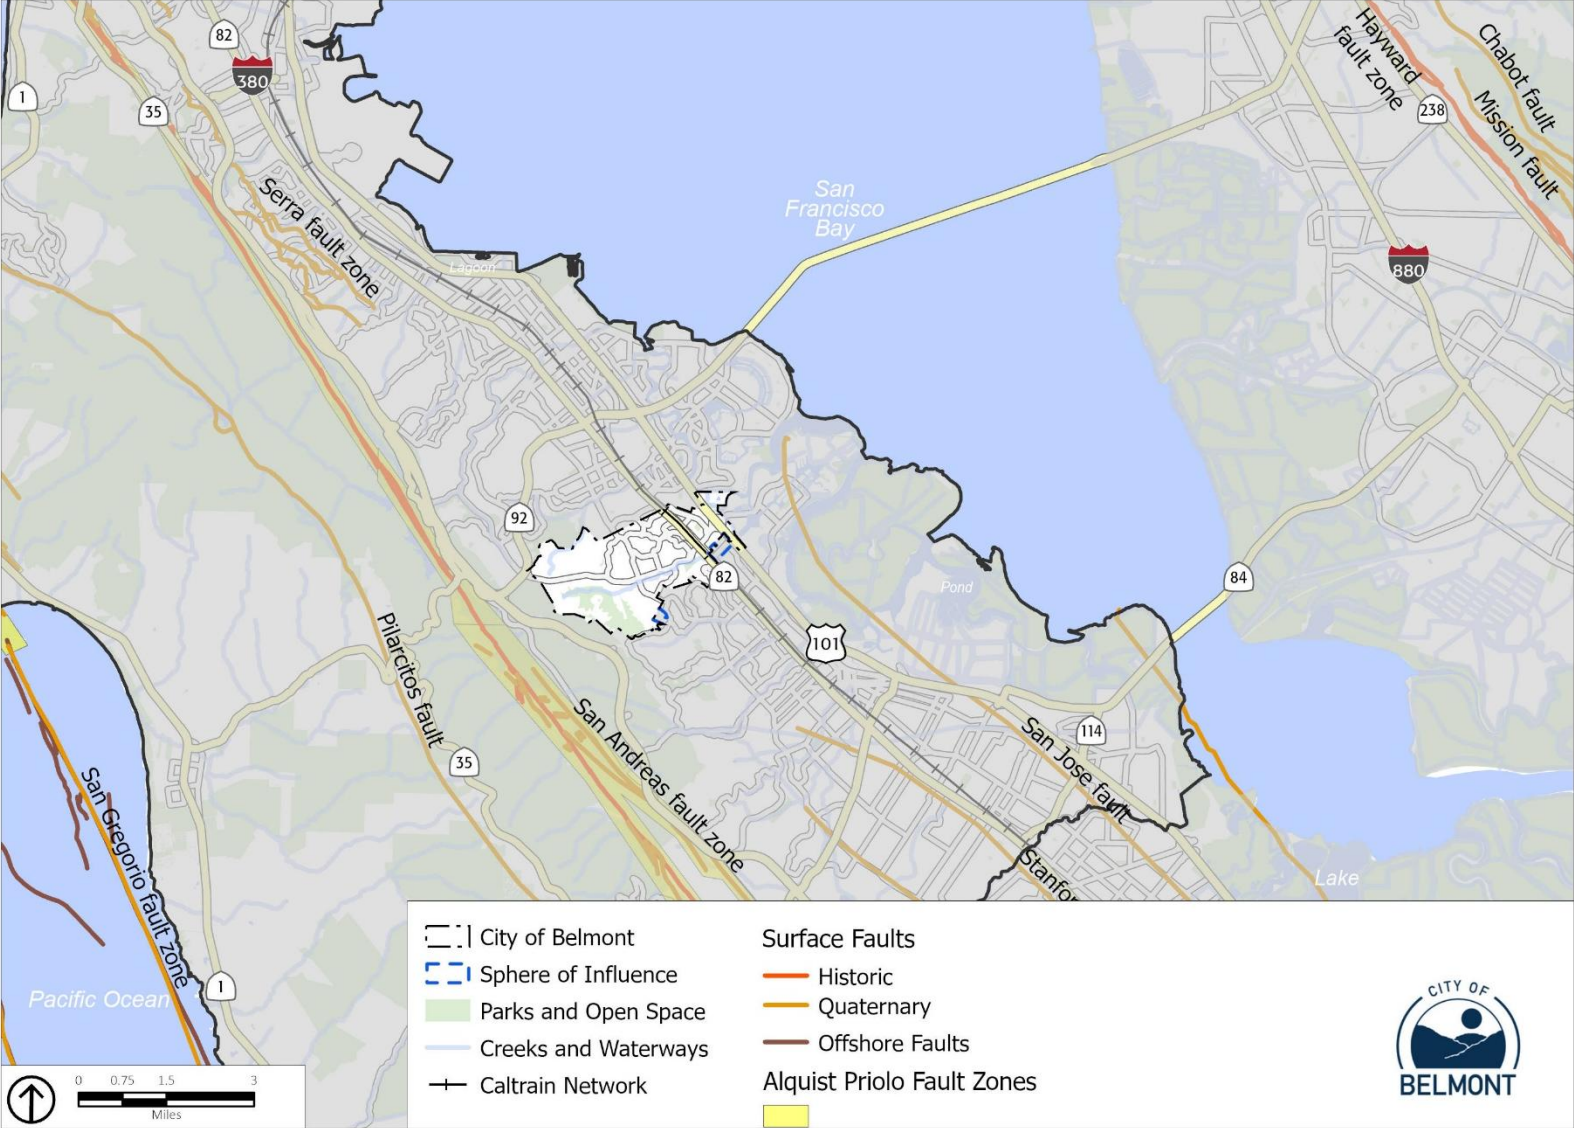 82
380
1
35
Hayward
fault zone
Chabot fault
238
Mission fault
Serra fault zone
San
Francisco
Bay
Lagoon
880
92
82
Pond
84
101
Pilarcitos fault
35
San Andreas fault zone
114
San Jose fault
San Gregorio fault zone
Stanfor
Lake
Pacific Ocean
1
City of Belmont
Sphere of Influence
Parks and Open Space
Creeks and Waterways
Caltrain Network
Surface Faults
Historic
Quaternary
Offshore Faults
Alquist Priolo Fault Zones
CITY OF
BELMONT
0 0.75 1.5 3
Miles